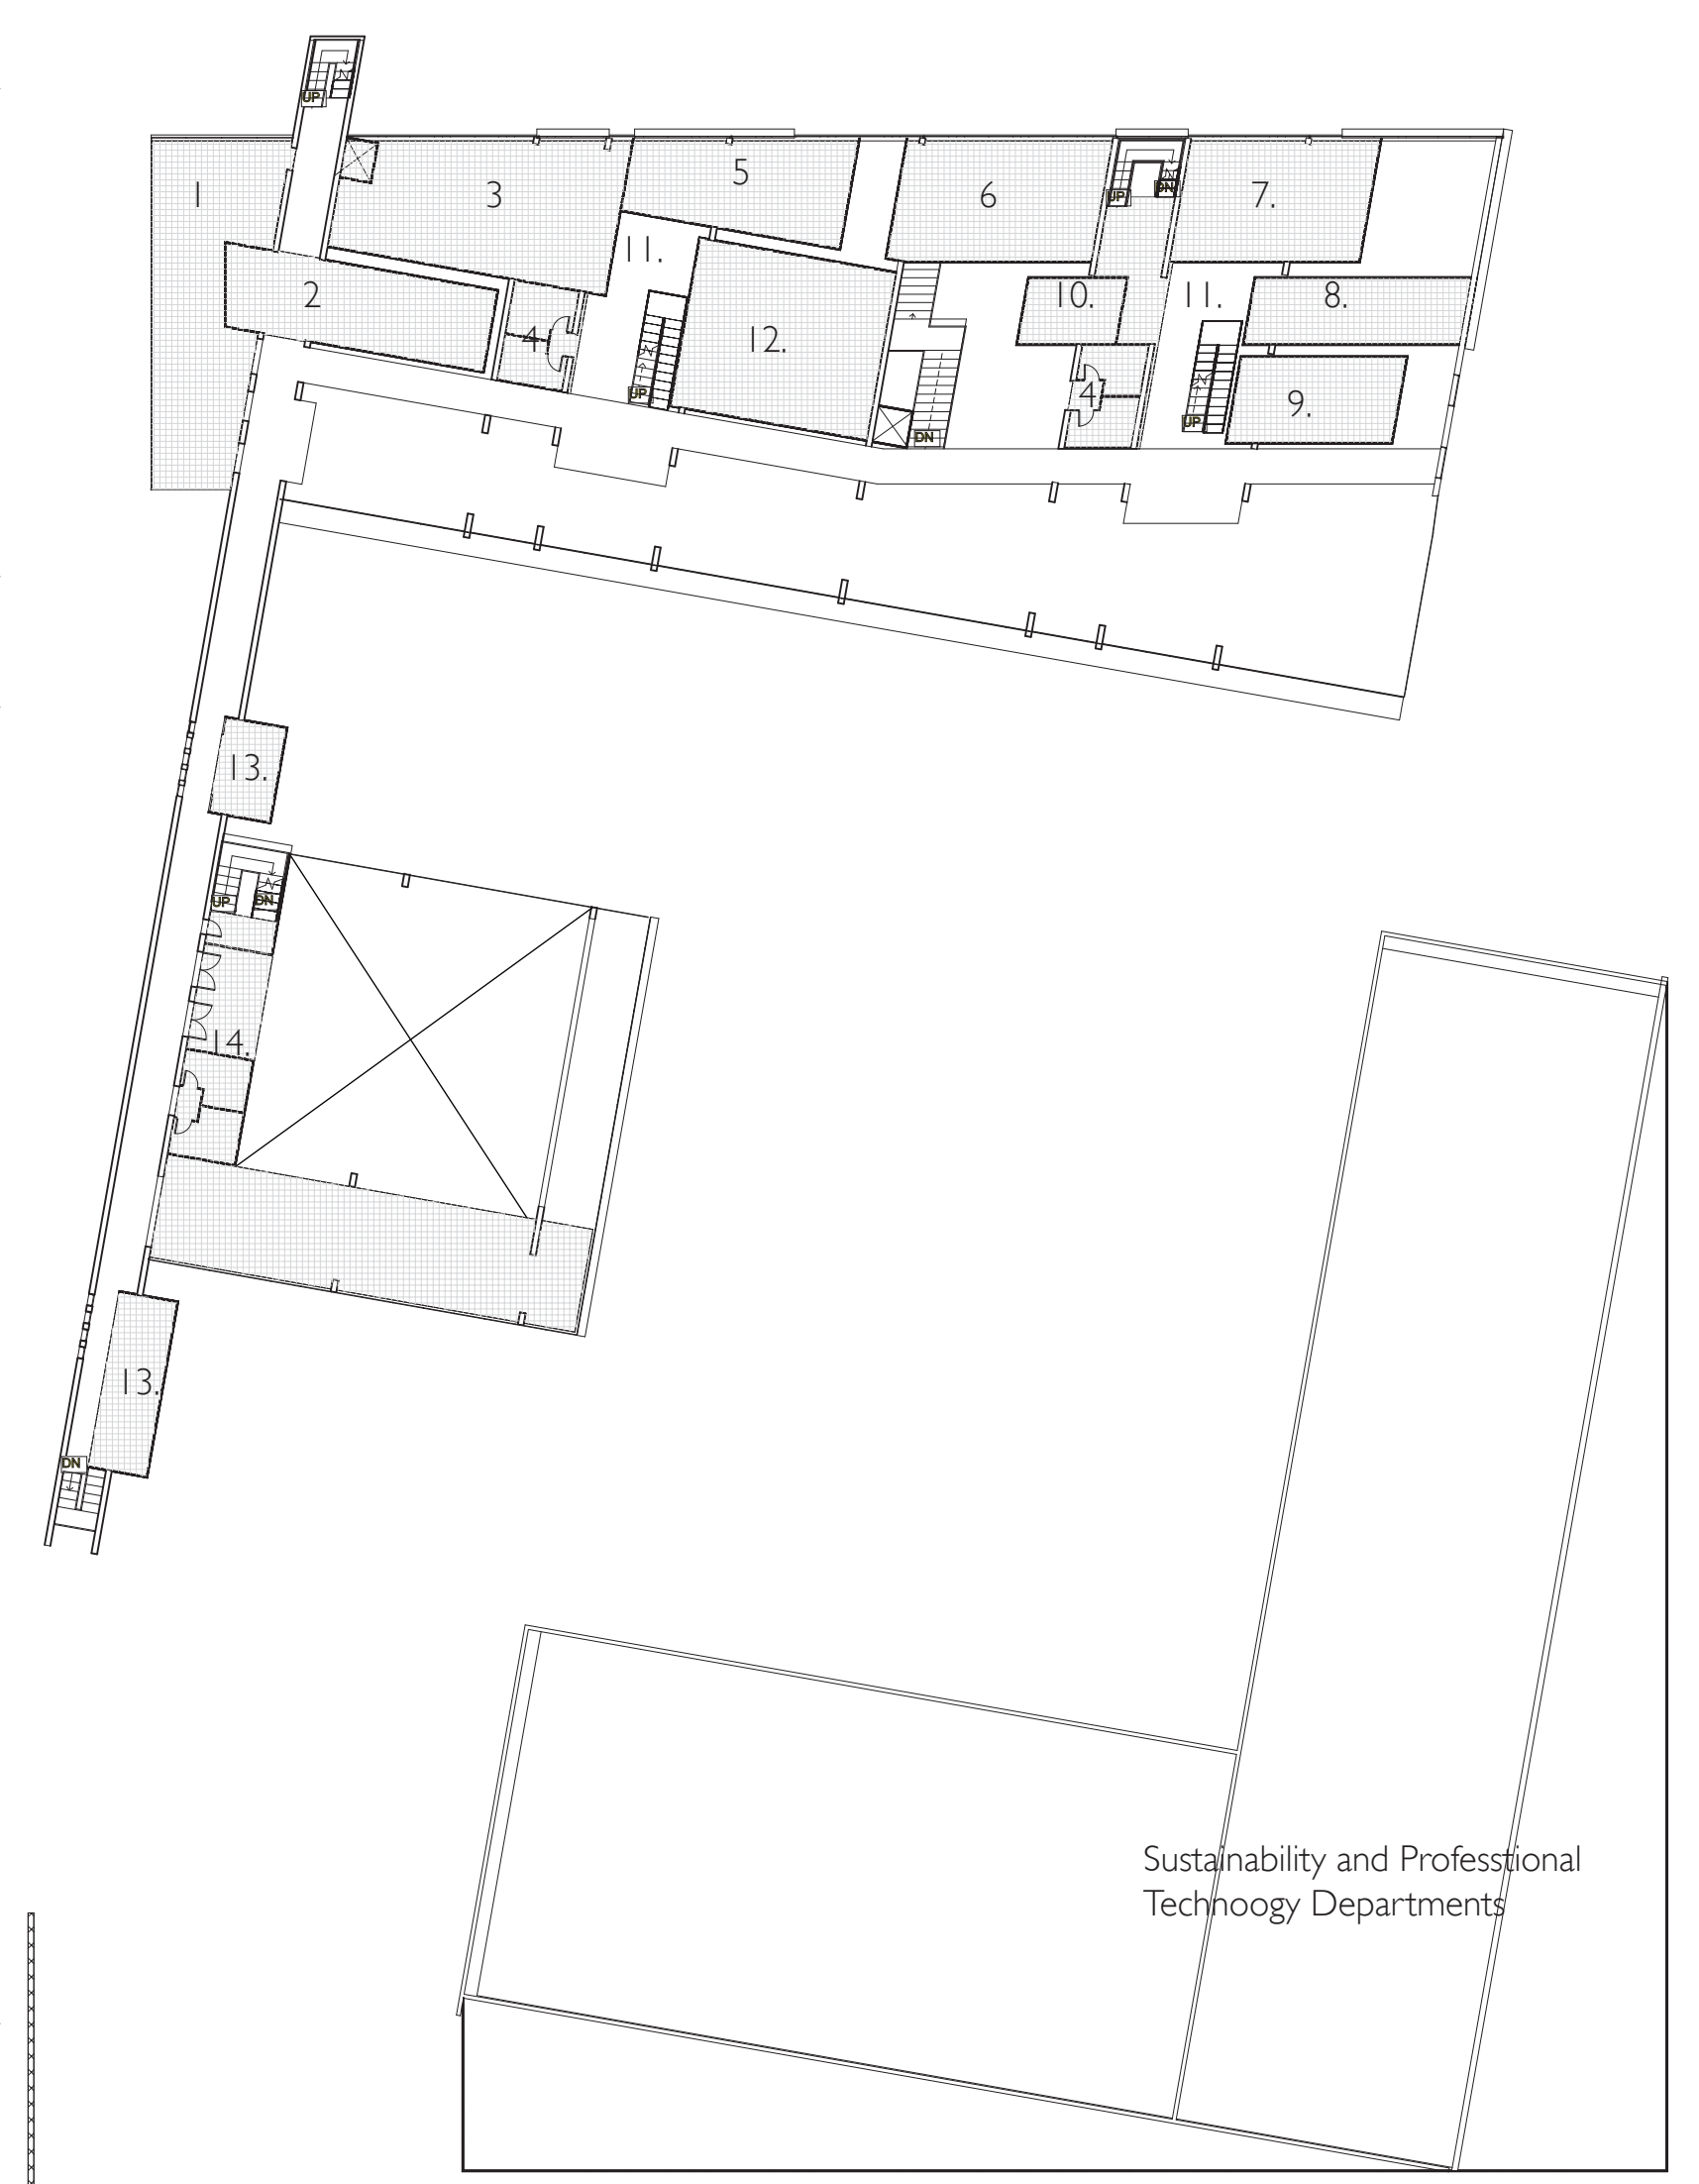 UP
1
3
5
6
UP
DN
7.
11.
2
10.
11.
8.
4
12.
UP
4
9.
UP
DN
13.
UP
DN
14.
13.
DN
Sustainability and Professtional
Technoogy Departments